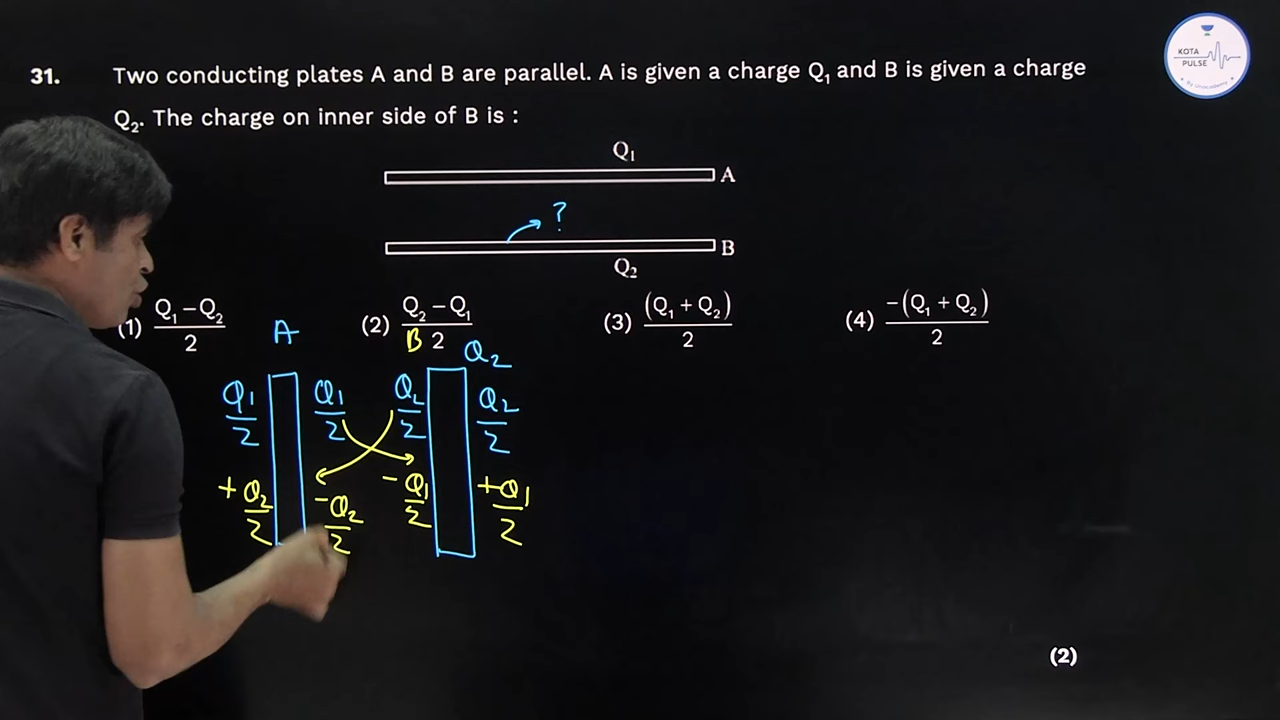 31. Two conducting plates A and B are parallel. A is given a charge Q₁ and B is given a charge
Q₂. The charge on inner side of B is :
Q₁
A
?
B
Q₂
(1) Q₁ − Q₂ / 2
(2) Q₂ − Q₁ / 2
(3) (Q₁ + Q₂) / 2
(4) −(Q₁ + Q₂) / 2
A
B
Q₂
Q₁/2 Q₁/2 Q₂/2 Q₂/2
+Q₂/2 −Q₂/2 −Q₁/2 +Q₁/2
(2)
KOTA
PULSE
By Unacademy